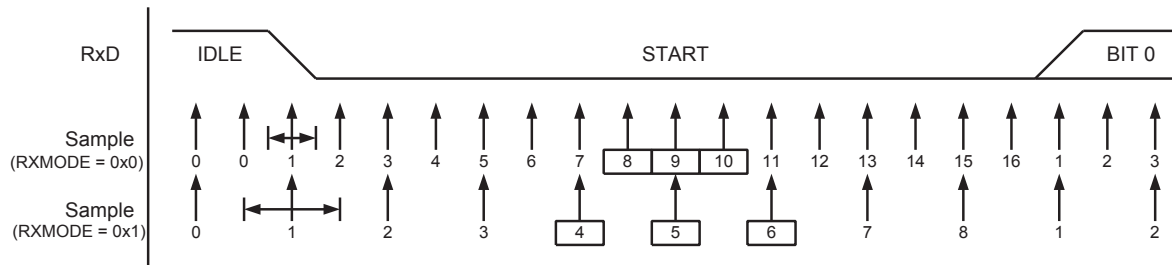 RxD IDLE START BIT 0
Sample
(RXMODE = 0x0)
0 0 1 2 3 4 5 6 7 8 9 10 11 12 13 14 15 16 1 2 3
Sample
(RXMODE = 0x1)
0 1 2 3 4 5 6 7 8 1 2